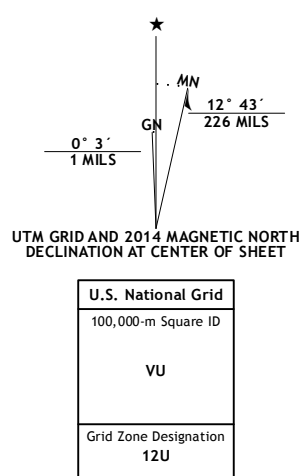 MN
12° 43´
226 MILS
GN
0° 3´
1 MILS
UTM GRID AND 2014 MAGNETIC NORTH
DECLINATION AT CENTER OF SHEET
U.S. National Grid
100,000-m Square ID
VU
Grid Zone Designation
12U